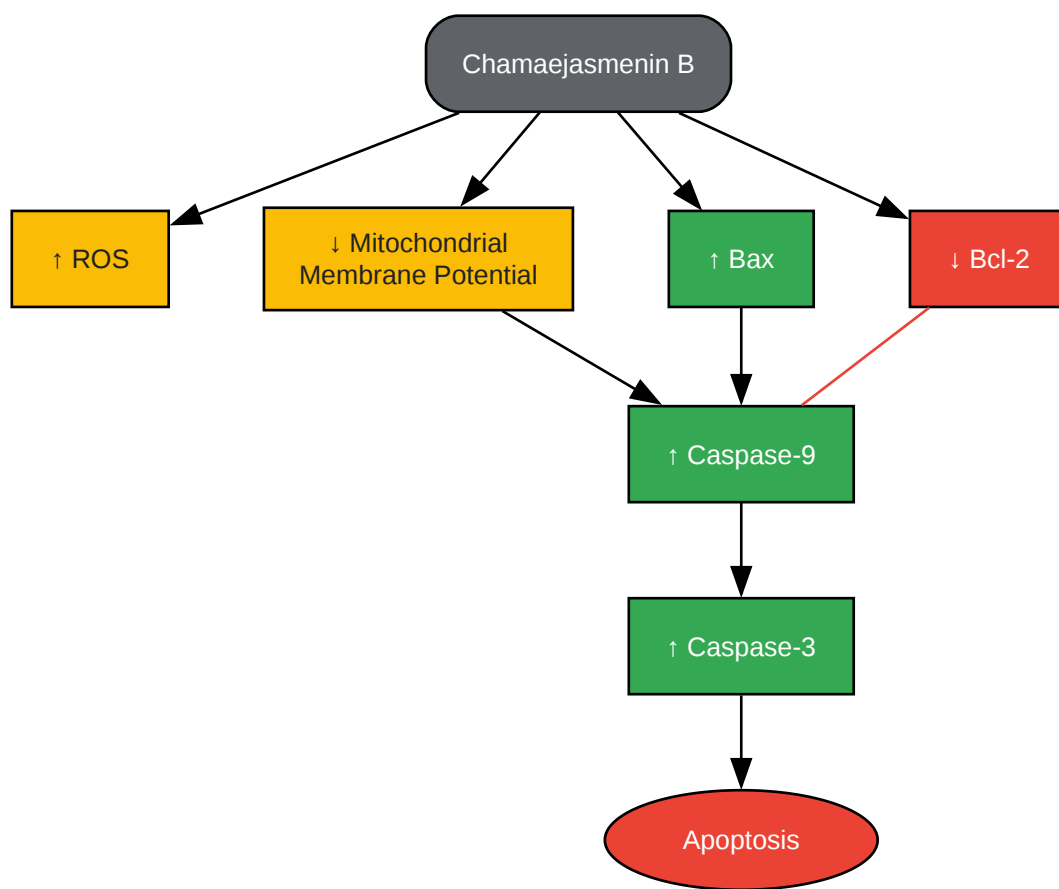 Chamaejasmenin B
↑ ROS
↓ Mitochondrial
Membrane Potential
↑ Bax
↓ Bcl-2
↑ Caspase-9
↑ Caspase-3
Apoptosis